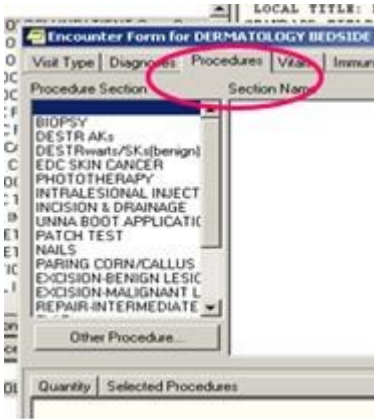 LOCAL TITLE:
Encounter Form for DERMATOLOGY BEDSIDE
Visit Type Diagnoses Procedures Vitals Immun
Procedure Section Section Name
BIOPSY
DESTR AKs
DESTRwarts/SKs(benign)
EDC SKIN CANCER
PHOTOTHERAPY
INTRALESIONAL INJECT
INCISION & DRAINAGE
UNNA BOOT APPLICATIC
PATCH TEST
NAILS
PARING CORN/CALLUS
EXCISION-BENIGN LESIC
EXCISION-MALIGNANT L
REPAIR-INTERMEDIATE
Other Procedure...
Quantity Selected Procedures